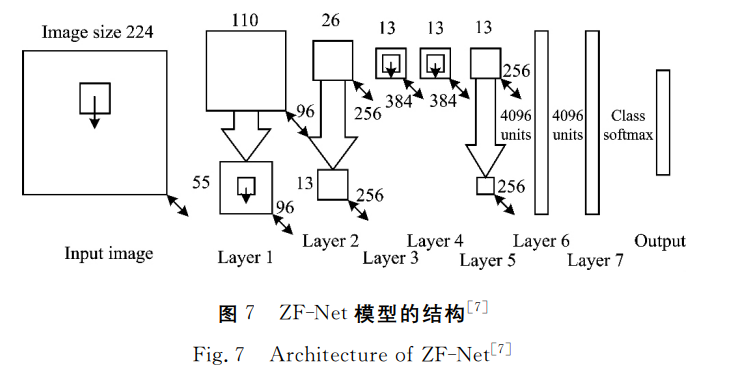 Image size 224
110
26
13
13
13
256
384
384
256
96
4096
units
4096
units
Class
softmax
55
96
13
256
256
Input image
Layer 1
Layer 2
Layer 3
Layer 4
Layer 5
Layer 6
Layer 7
Output
图 7 ZF-Net 模型的结构[7]
Fig. 7 Architecture of ZF-Net[7]